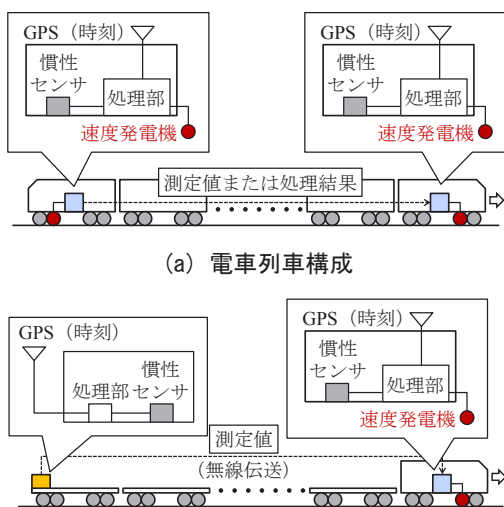 GPS（時刻）
慣性
センサ
処理部
速度発電機
GPS（時刻）
慣性
センサ
処理部
速度発電機
測定値または処理結果
(a) 電車列車構成
GPS（時刻）
慣性
処理部 センサ
GPS（時刻）
慣性
センサ
処理部
速度発電機
測定値
(無線伝送)